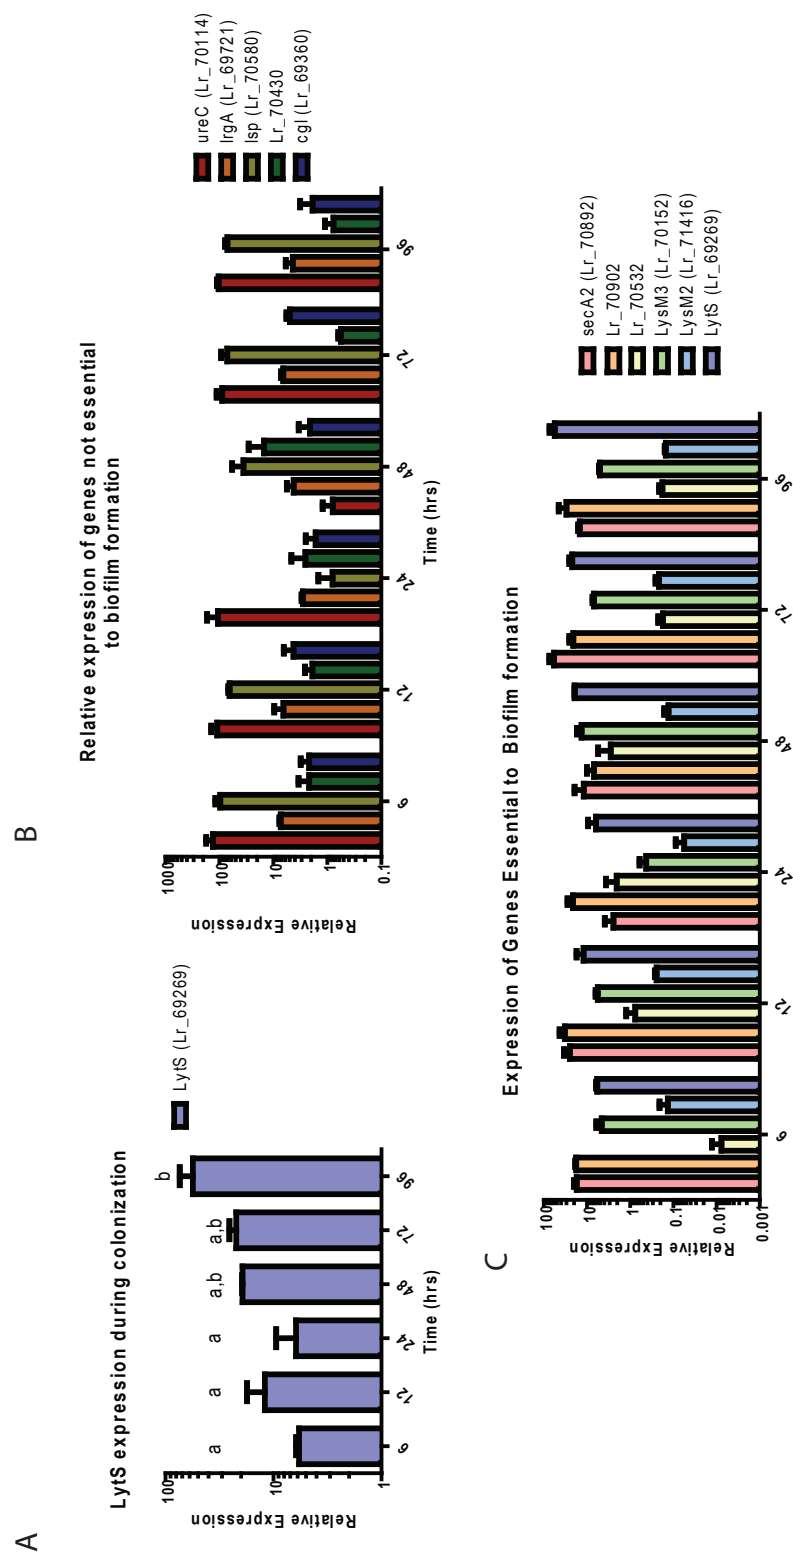 A
LytS expression during colonization
LytS (Lr_69269)
Relative Expression
100
10
1
a
a
a
a,b
a,b
b
6
12
24
48
72
96
Time (hrs)
B
Relative expression of genes not essential
to biofilm formation
Relative Expression
1000
100
10
1
0.1
6
12
24
48
72
96
Time (hrs)
ureC (Lr_70114)
lrgA (Lr_69721)
lsp (Lr_70580)
Lr_70430
cgl (Lr_69360)
C
Expression of Genes Essential to Biofilm formation
Relative Expression
100
10
1
0.1
0.01
0.001
6
12
24
48
72
96
secA2 (Lr_70892)
Lr_70902
Lr_70532
LysM3 (Lr_70152)
LysM2 (Lr_71416)
LytS (Lr_69269)